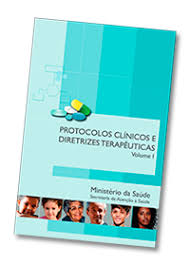 PROTOCOLOS CLÍNICOS E
DIRETRIZES TERAPÊUTICAS
Volume I
Ministério da Saúde
Secretaria de Atenção à Saúde